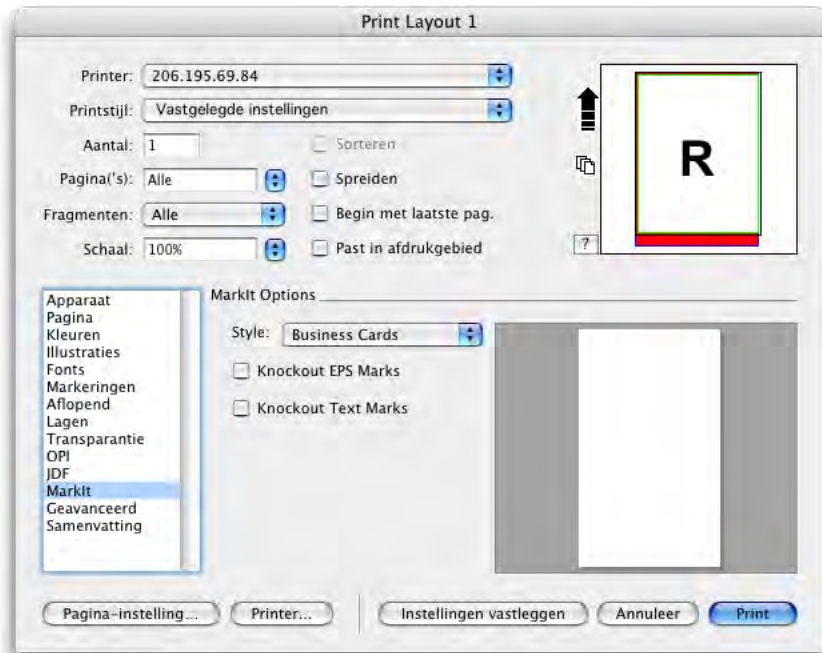 Print Layout 1
Printer: 206.195.69.84
Printstijl: Vastgelegde instellingen
Aantal: 1 Sorteren
Pagina('s): Alle Spreiden
Fragmenten: Alle Begin met laatste pag.
Schaal: 100% Past in afdrukgebied
R
?
Apparaat
Pagina
Kleuren
Illustraties
Fonts
Markeringen
Aflopend
Lagen
Transparantie
OPI
JDF
MarkIt
Geavanceerd
Samenvatting
MarkIt Options
Style: Business Cards
Knockout EPS Marks
Knockout Text Marks
Pagina-instelling... Printer... Instellingen vastleggen Annuleer Print